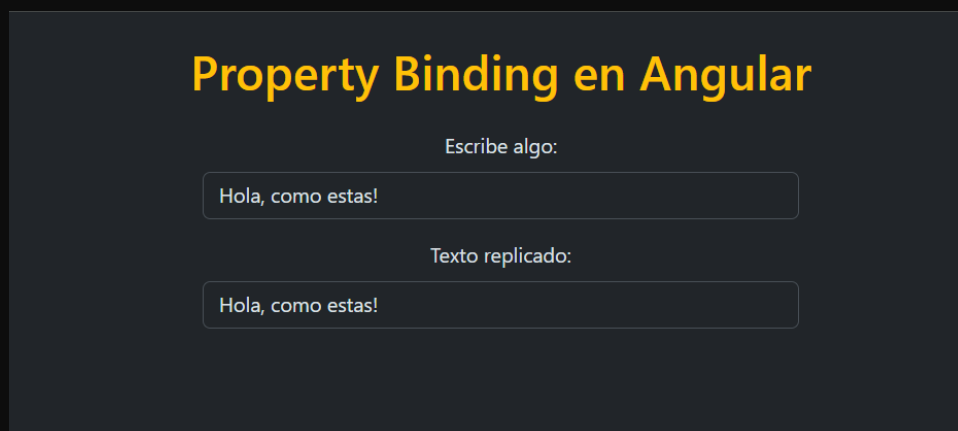 Property Binding en Angular
Escribe algo:
Hola, como estas!
Texto replicado:
Hola, como estas!